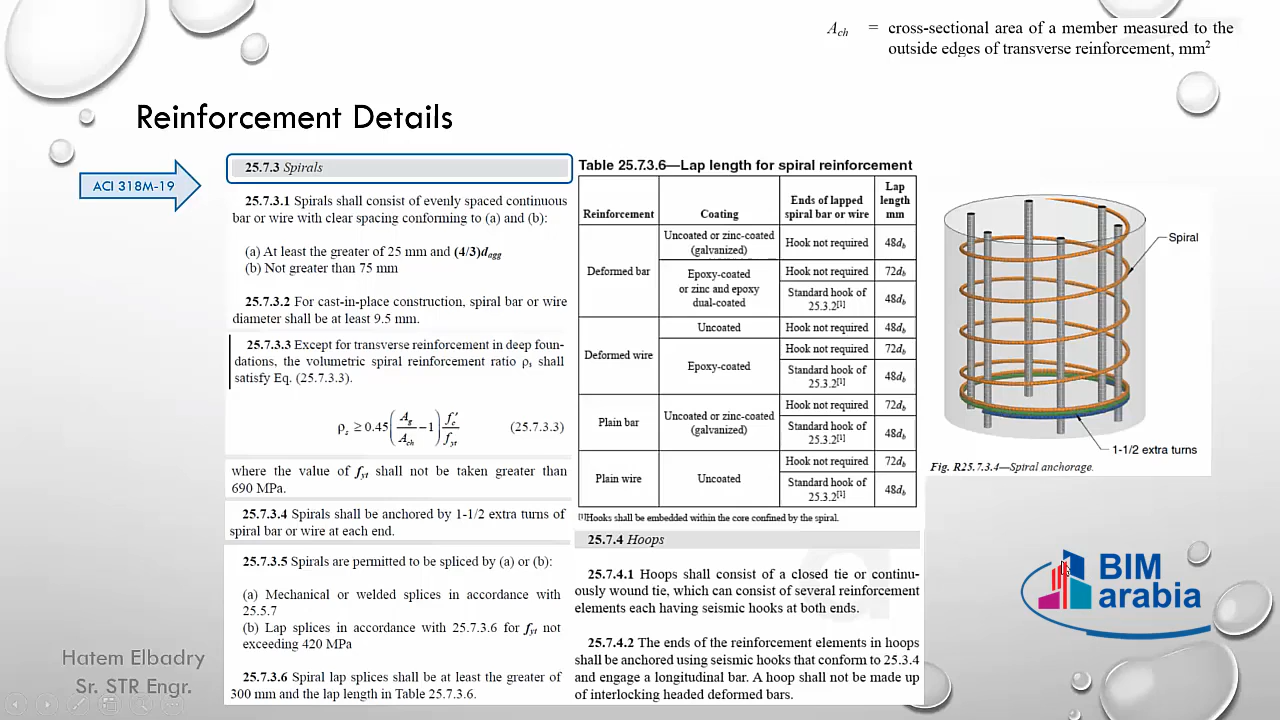 A_ch = cross-sectional area of a member measured to the
outside edges of transverse reinforcement, mm²
Reinforcement Details
ACI 318M-19
25.7.3 Spirals
25.7.3.1 Spirals shall consist of evenly spaced continuous
bar or wire with clear spacing conforming to (a) and (b):
(a) At least the greater of 25 mm and (4/3)d_agg
(b) Not greater than 75 mm
25.7.3.2 For cast-in-place construction, spiral bar or wire
diameter shall be at least 9.5 mm.
25.7.3.3 Except for transverse reinforcement in deep foun-
dations, the volumetric spiral reinforcement ratio ρ_s shall
satisfy Eq. (25.7.3.3).
ρ_s ≥ 0.45 (A_g/A_ch − 1) f_c′/f_yt (25.7.3.3)
where the value of f_yt shall not be taken greater than
690 MPa.
25.7.3.4 Spirals shall be anchored by 1-1/2 extra turns of
spiral bar or wire at each end.
25.7.3.5 Spirals are permitted to be spliced by (a) or (b):
(a) Mechanical or welded splices in accordance with
25.5.7
(b) Lap splices in accordance with 25.7.3.6 for f_yt not
exceeding 420 MPa
25.7.3.6 Spiral lap splices shall be at least the greater of
300 mm and the lap length in Table 25.7.3.6.
Table 25.7.3.6—Lap length for spiral reinforcement
Reinforcement Coating Ends of lapped spiral bar or wire Lap length mm
Deformed bar
Uncoated or zinc-coated (galvanized) Hook not required 48d_b
Epoxy-coated or zinc and epoxy dual-coated Hook not required 72d_b
Standard hook of 25.3.2[1] 48d_b
Deformed wire
Uncoated Hook not required 48d_b
Epoxy-coated Hook not required 72d_b
Standard hook of 25.3.2[1] 48d_b
Plain bar
Uncoated or zinc-coated (galvanized) Hook not required 72d_b
Standard hook of 25.3.2[1] 48d_b
Plain wire
Uncoated Hook not required 72d_b
Standard hook of 25.3.2[1] 48d_b
[1]Hooks shall be embedded within the core confined by the spiral.
25.7.4 Hoops
25.7.4.1 Hoops shall consist of a closed tie or continu-
ously wound tie, which can consist of several reinforcement
elements each having seismic hooks at both ends.
25.7.4.2 The ends of the reinforcement elements in hoops
shall be anchored using seismic hooks that conform to 25.3.4
and engage a longitudinal bar. A hoop shall not be made up
of interlocking headed deformed bars.
Spiral
1-1/2 extra turns
Fig. R25.7.3.4—Spiral anchorage.
BIM
arabia
Hatem Elbadry
Sr. STR Engr.